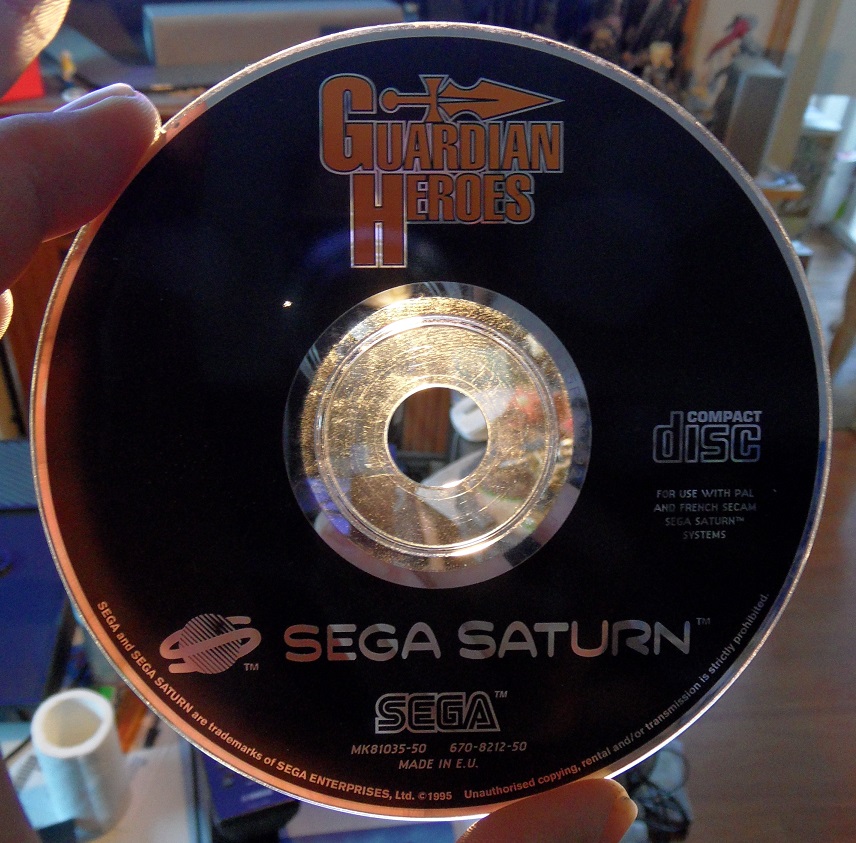 GUARDIAN
HEROES
COMPACT
disc
FOR USE WITH PAL
AND FRENCH SECAM
SEGA SATURN™
SYSTEMS
SEGA SATURN™
TM
SEGA™
MK81035-50 670-8212-50
MADE IN E.U.
SEGA and SEGA SATURN are trademarks of SEGA ENTERPRISES, Ltd. ©1995 Unauthorised copying, rental and/or transmission is strictly prohibited.